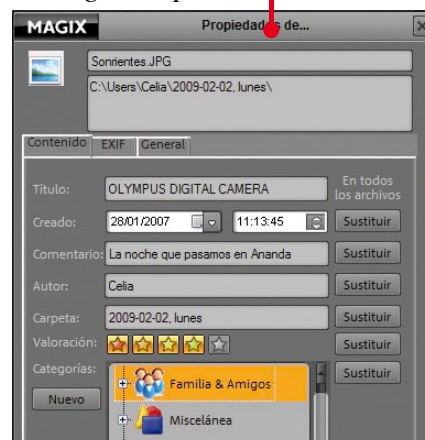 MAGIX Propiedades de...
Sonrientes.JPG
C:\Users\Celia\2009-02-02, lunes\
Contenido EXIF General
Título: OLYMPUS DIGITAL CAMERA En todos los archivos
Creado: 28/01/2007 11:13:45 Sustituir
Comentario: La noche que pasamos en Ananda Sustituir
Autor: Celia Sustituir
Carpeta: 2009-02-02, lunes Sustituir
Valoración: Sustituir
Categorías: Familia & Amigos Sustituir
Nuevo
Miscelánea